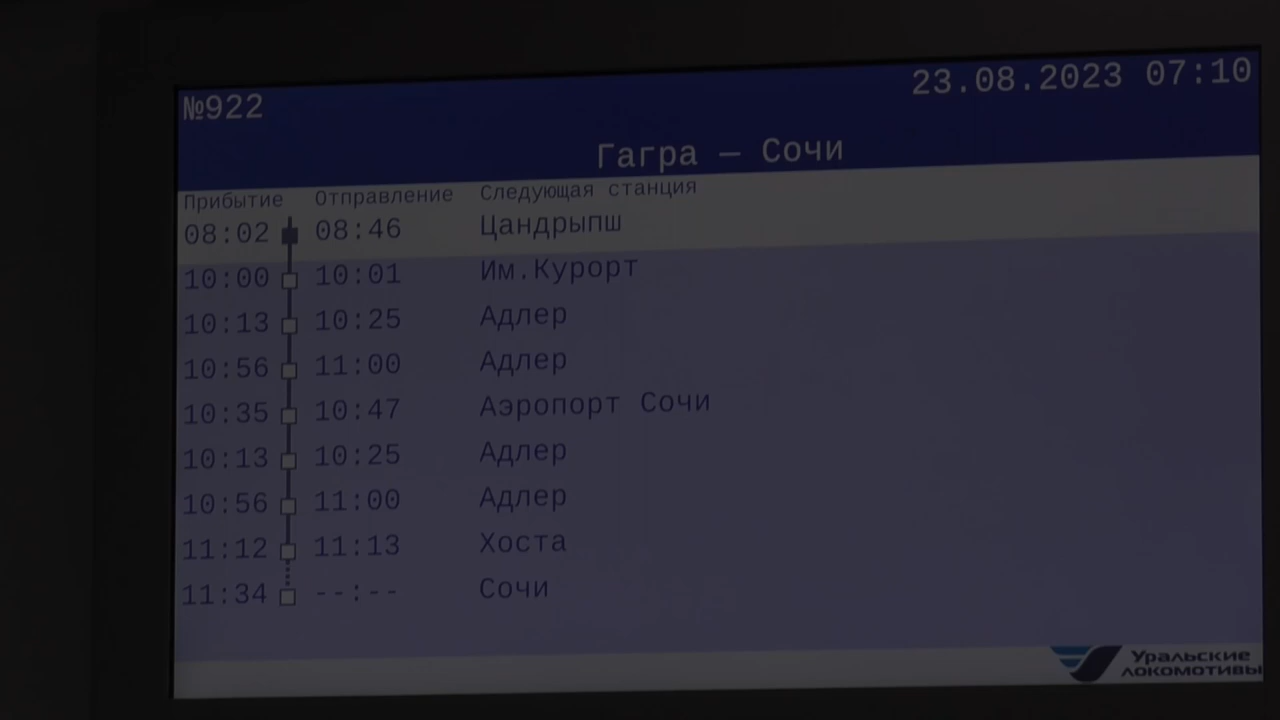 №922 23.08.2023 07:10
Гагра — Сочи
Прибытие Отправление Следующая станция
08:02 08:46 Цандрыпш
10:00 10:01 Им.Курорт
10:13 10:25 Адлер
10:56 11:00 Адлер
10:35 10:47 Аэропорт Сочи
10:13 10:25 Адлер
10:56 11:00 Адлер
11:12 11:13 Хоста
11:34 --:-- Сочи
Уральские
локомотивы